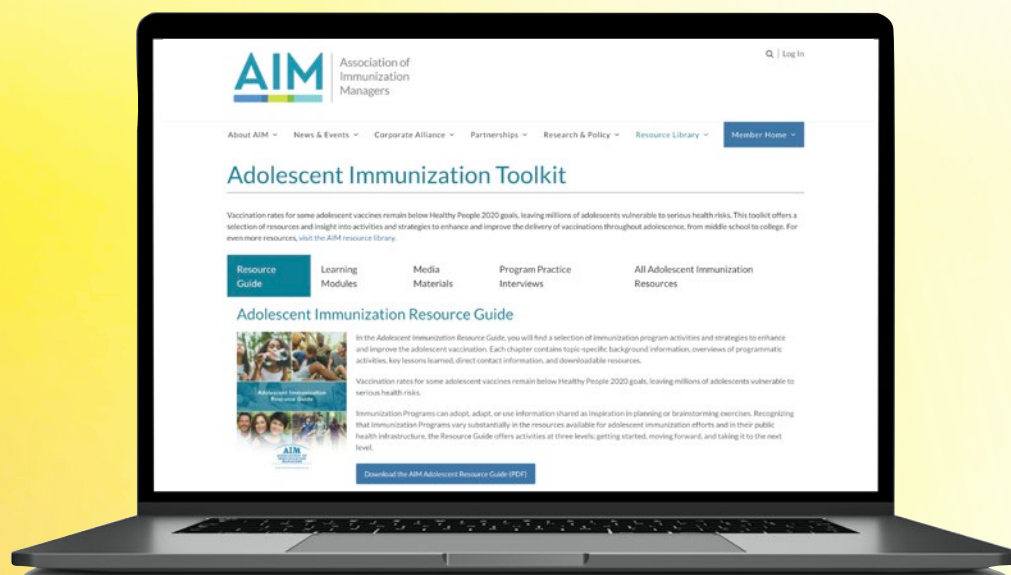 AIM
Association of
Immunization
Managers
Log In
About AIM
News & Events
Corporate Alliance
Partnerships
Research & Policy
Resource Library
Member Home
Adolescent Immunization Toolkit
Vaccination rates for some adolescent vaccines remain below Healthy People 2020 goals, leaving millions of adolescents vulnerable to serious health risks. This toolkit offers a
selection of resources and insight into activities and strategies to enhance and improve the delivery of vaccinations throughout adolescence, from middle school to college. For
even more resources, visit the AIM resource library.
Resource
Guide
Learning
Modules
Media
Materials
Program Practice
Interviews
All Adolescent Immunization
Resources
Adolescent Immunization Resource Guide
Adolescent Immunization
Resource Guide
AIM
In the Adolescent Immunization Resource Guide, you will find a selection of immunization program activities and strategies to enhance
and improve the adolescent vaccination. Each chapter contains topic-specific background information, overviews of programmatic
activities, key lessons learned, direct contact information, and downloadable resources.
Vaccination rates for some adolescent vaccines remain below Healthy People 2020 goals, leaving millions of adolescents vulnerable to
serious health risks.
Immunization Programs can adopt, adapt, or use information shared as inspiration in planning or brainstorming exercises. Recognizing
that Immunization Programs vary substantially in the resources available for adolescent immunization efforts and in their public
health infrastructure, the Resource Guide offers activities at three levels: getting started, moving forward, and taking it to the next
level.
Download the AIM Adolescent Resource Guide (PDF)